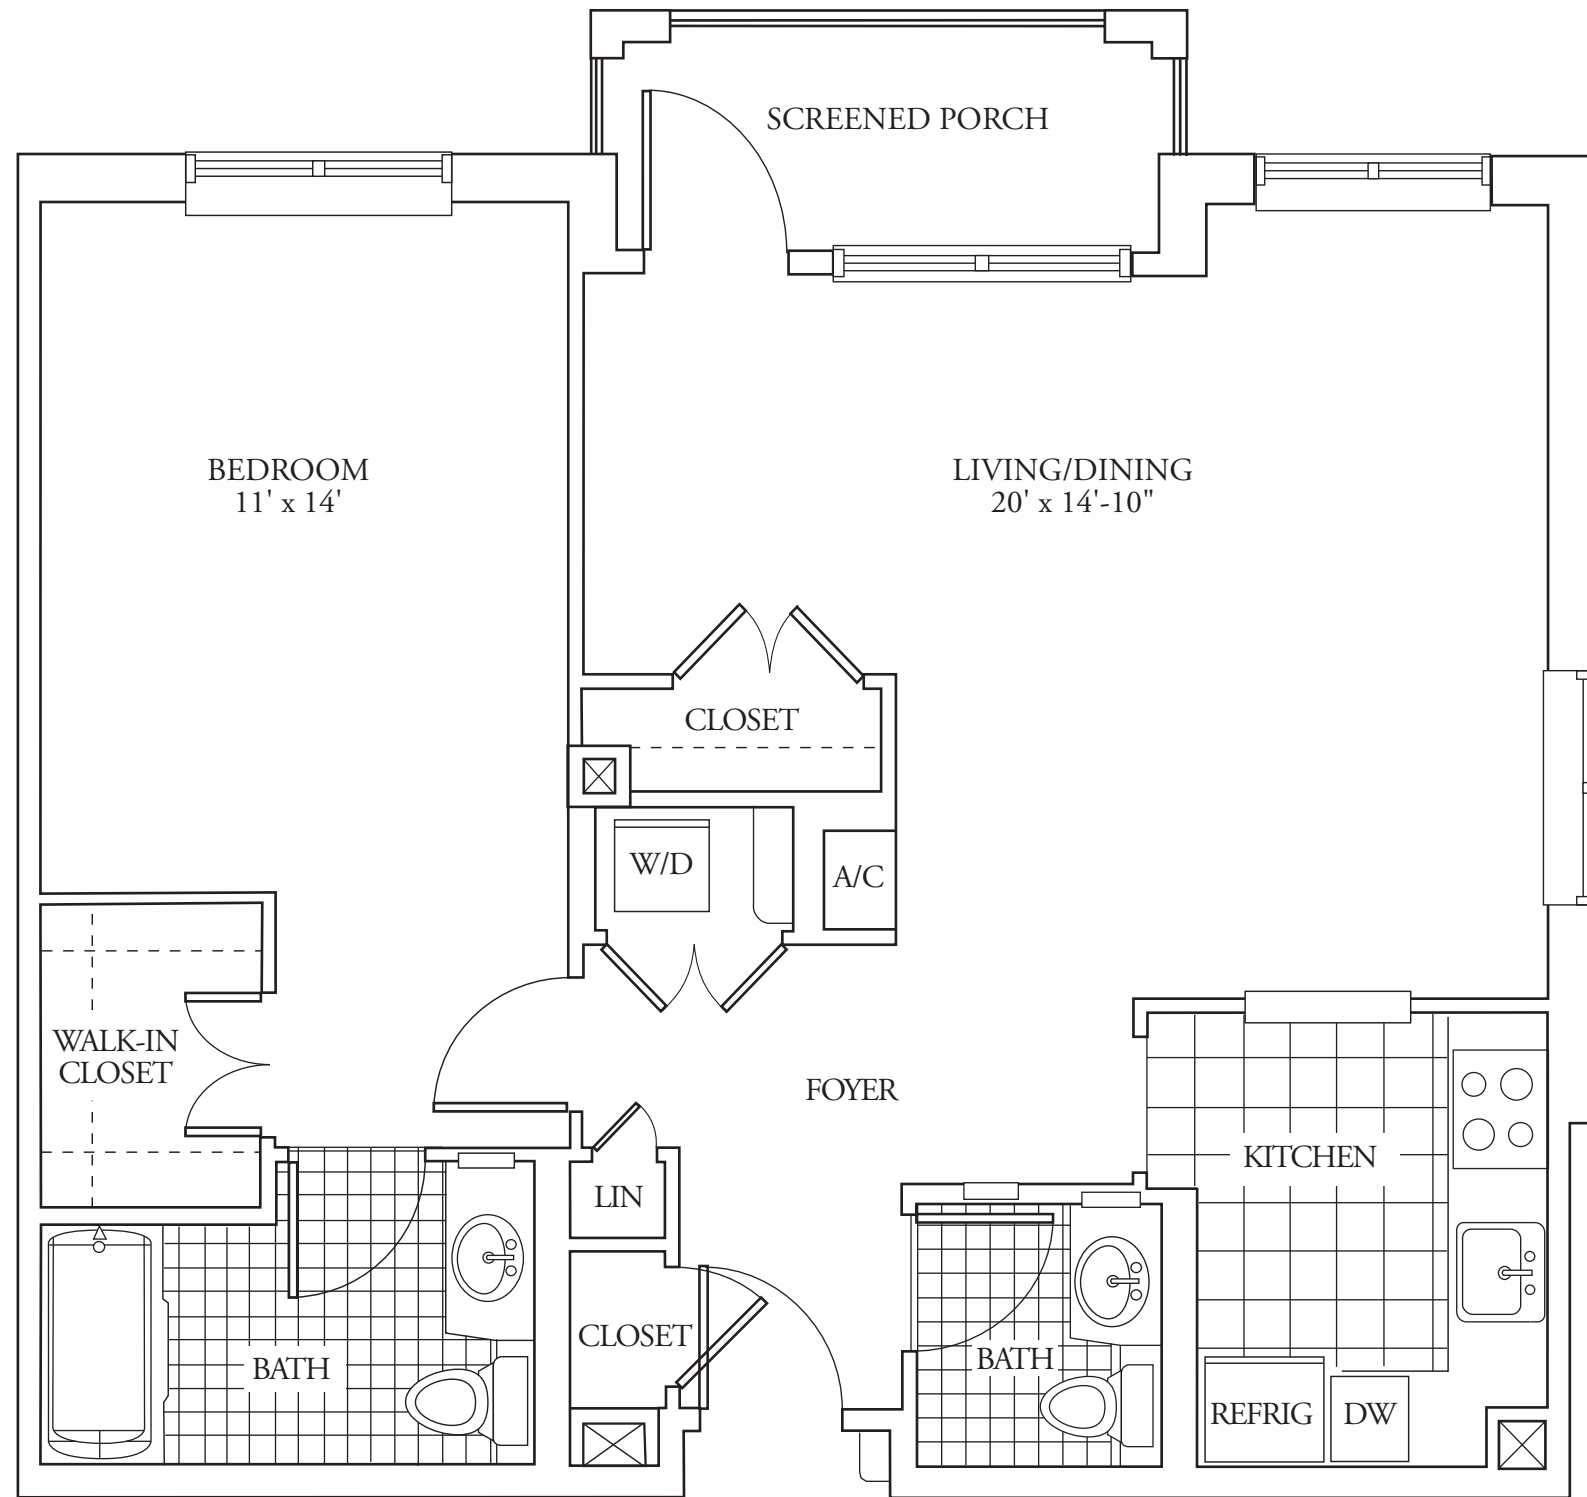 SCREENED PORCH
BEDROOM
11' x 14'
LIVING/DINING
20' x 14'-10"
CLOSET
W/D
A/C
WALK-IN
CLOSET
FOYER
KITCHEN
LIN
CLOSET
BATH
BATH
REFRIG
DW